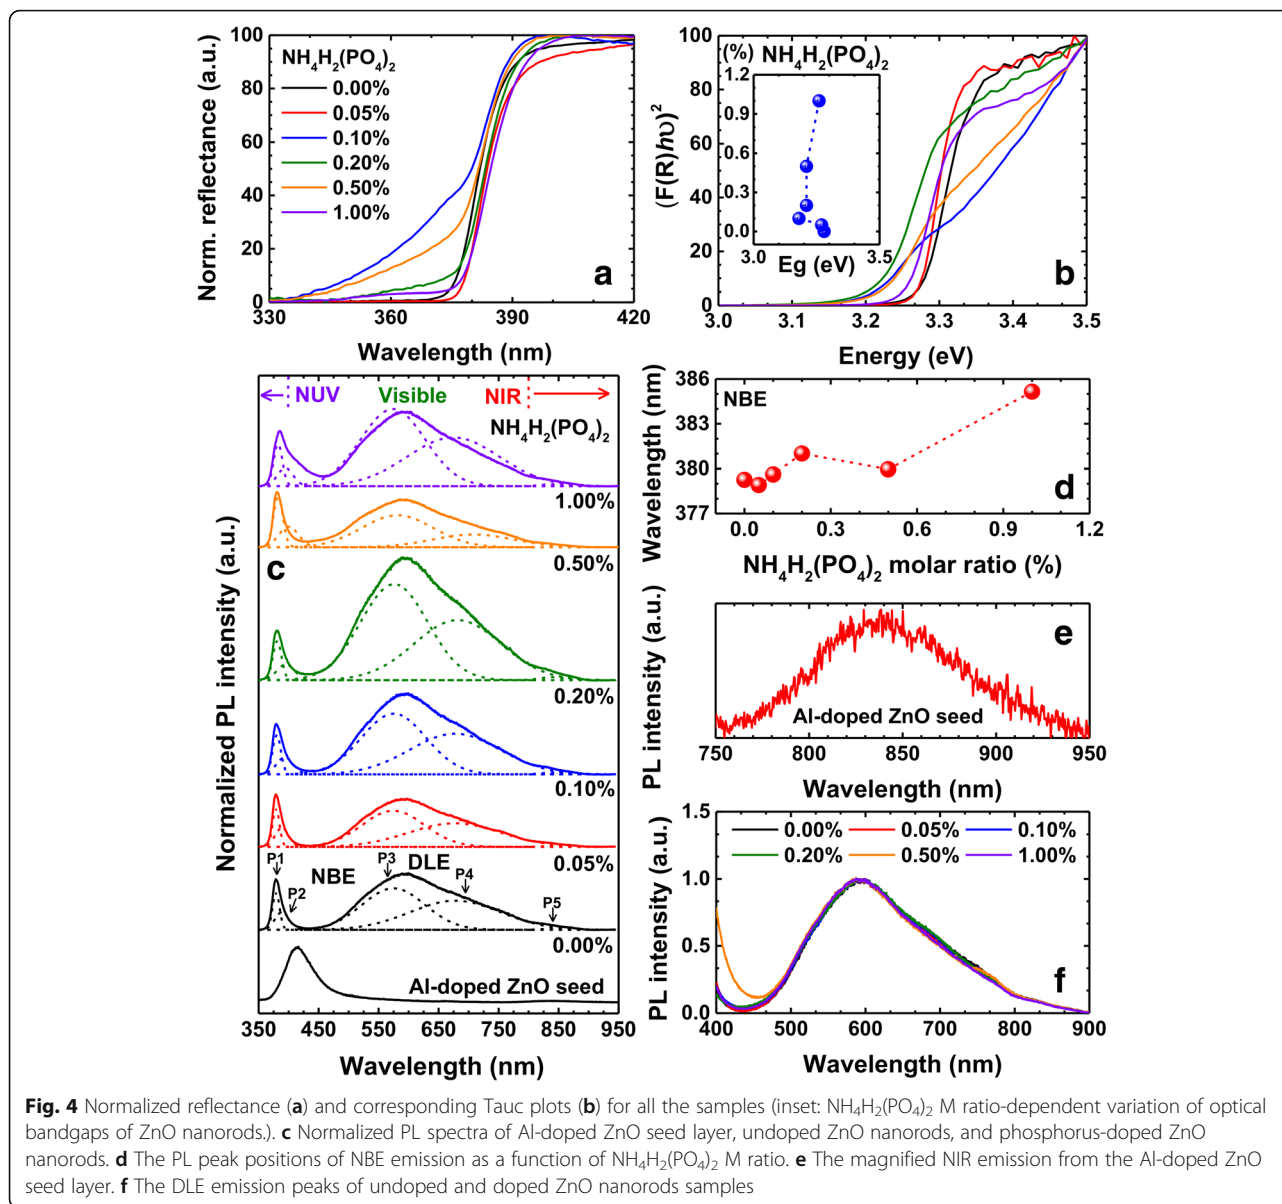 100
80
60
40
20
0
Norm. reflectance (a.u.)
NH4H2(PO4)2
0.00%
0.05%
0.10%
0.20%
0.50%
1.00%
a
330 360 390 420
Wavelength (nm)
100
80
60
40
20
0
(F(R)hυ)²
(%) NH4H2(PO4)2
1.2
0.9
0.6
0.3
0.0
3.0 3.5
Eg (eV)
b
3.0 3.1 3.2 3.3 3.4 3.5
Energy (eV)
Normalized PL intensity (a.u.)
NUV Visible NIR
NH4H2(PO4)2
1.00%
0.50%
c
0.20%
0.10%
0.05%
P1 P2 NBE P3 DLE P4 P5
0.00%
Al-doped ZnO seed
350 450 550 650 750 850 950
Wavelength (nm)
Wavelength (nm)
386
383
380
377
NBE
d
0.0 0.3 0.6 0.9 1.2
NH4H2(PO4)2 molar ratio (%)
PL intensity (a.u.)
e
Al-doped ZnO seed
750 800 850 900 950
Wavelength (nm)
PL intensity (a.u.)
1.5
1.0
0.5
0.0
0.00% 0.05% 0.10%
0.20% 0.50% 1.00%
f
400 500 600 700 800 900
Wavelength (nm)
Fig. 4 Normalized reflectance (a) and corresponding Tauc plots (b) for all the samples (inset: NH4H2(PO4)2 M ratio-dependent variation of optical
bandgaps of ZnO nanorods.). c Normalized PL spectra of Al-doped ZnO seed layer, undoped ZnO nanorods, and phosphorus-doped ZnO
nanorods. d The PL peak positions of NBE emission as a function of NH4H2(PO4)2 M ratio. e The magnified NIR emission from the Al-doped ZnO
seed layer. f The DLE emission peaks of undoped and doped ZnO nanorods samples